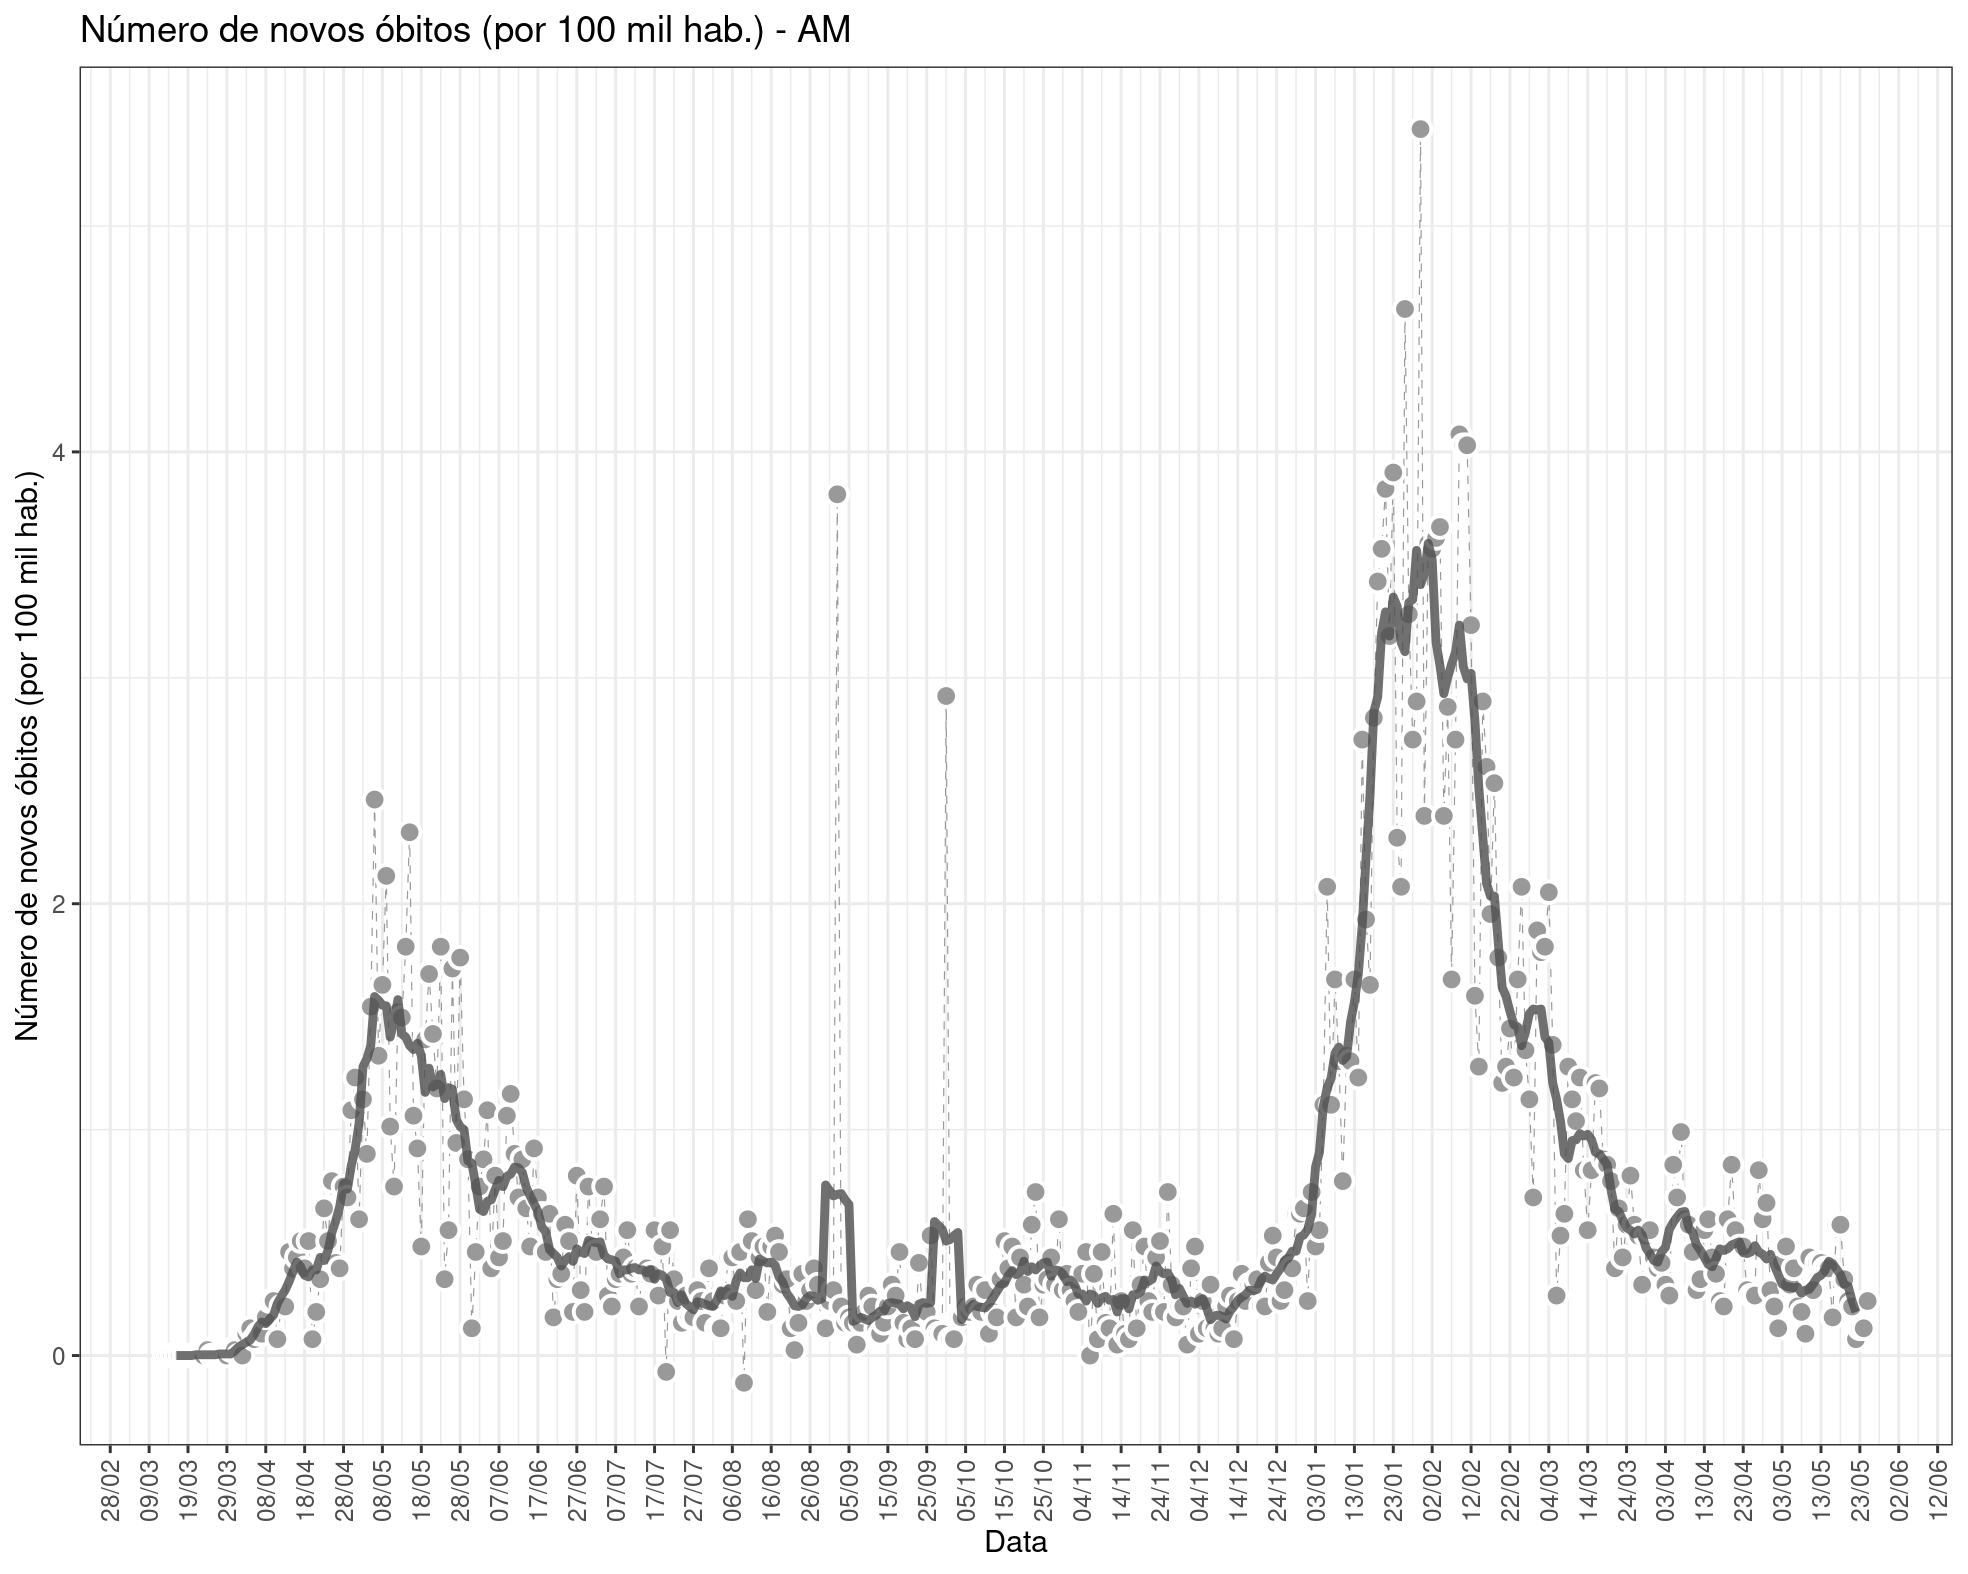 Número de novos óbitos (por 100 mil hab.) - AM
Número de novos óbitos (por 100 mil hab.)
4
2
0
28/02 09/03 19/03 29/03 08/04 18/04 28/04 08/05 18/05 28/05 07/06 17/06 27/06 07/07 17/07 27/07 06/08 16/08 26/08 05/09 15/09 25/09 05/10 15/10 25/10 04/11 14/11 24/11 04/12 14/12 24/12 03/01 13/01 23/01 02/02 12/02 22/02 04/03 14/03 24/03 03/04 13/04 23/04 03/05 13/05 23/05 02/06 12/06
Data